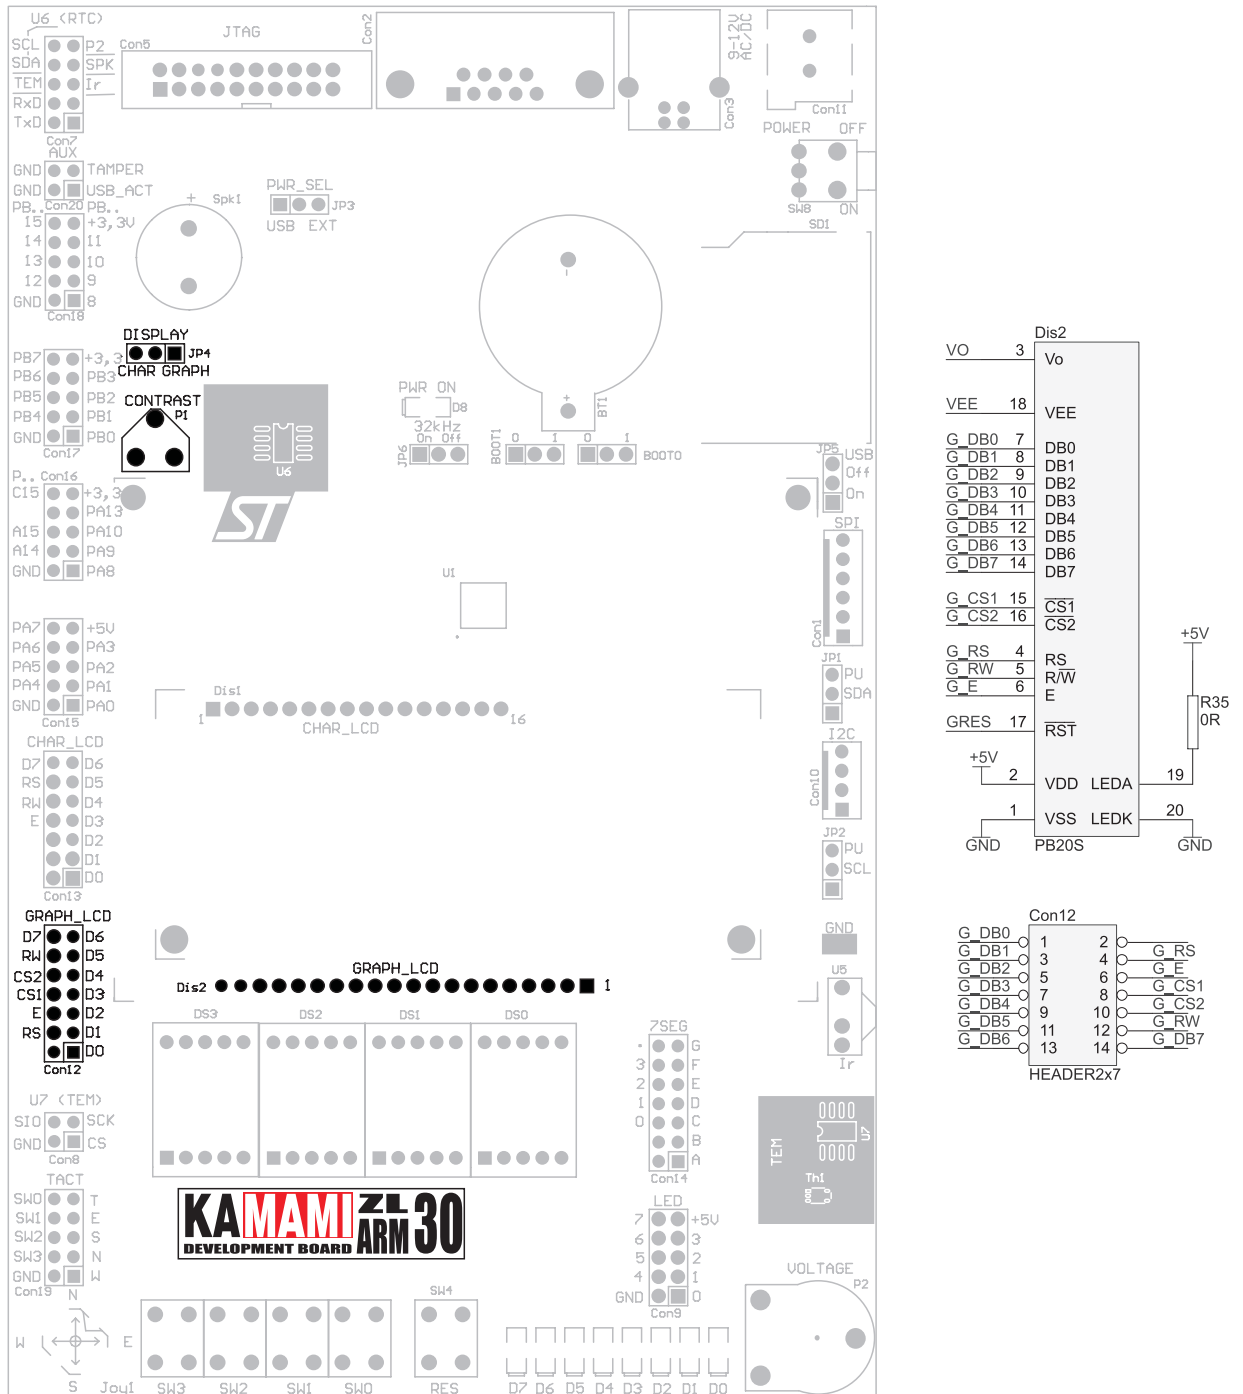 U6 (RTC)
SCL P2
SDA SPK
TEM Ir
RxD
TxD
Con7
JTAG
Con5
Con2
Con3
9-12V
AC/DC
Con11
POWER OFF
SW8 ON
AUX
GND TAMPER
GND USB_ACT
Con20
PB.. PB..
15 +3,3V
14 11
13 10
12 9
GND 8
Con18
+ Spk1
PWR_SEL
JP3
USB EXT
SD1
-
+
BT1
DISPLAY
JP4
CHAR GRAPH
CONTRAST
P1
PB7 +3,3
PB6 PB3
PB5 PB2
PB4 PB1
GND PB0
Con17
U6
ST
PWR ON
D8
32kHz
On Off
JP6
BOOT1
0 1
0 1
BOOT0
JP5
USB
Off
On
P.. Con16
C15 +3,3
PA13
A15 PA10
A14 PA9
GND PA8
U1
SPI
Con1
PA7 +5V
PA6 PA3
PA5 PA2
PA4 PA1
GND PA0
Con15
JP1
PU
SDA
Dis1
1 16
CHAR_LCD
I2C
Con10
JP2
PU
SCL
CHAR_LCD
D7 D6
RS D5
RW D4
E D3
D2
D1
D0
Con13
GRAPH_LCD
D7 D6
RW D5
CS2 D4
CS1 D3
E D2
RS D1
D0
Con12
GND
GRAPH_LCD
Dis2 1
U5
Ir
DS3 DS2 DS1 DS0
7SEG
. G
3 F
2 E
1 D
0 C
B
A
Con14
U7 (TEM)
SIO SCK
GND CS
Con8
TEM
U7
Th1
TACT
SW0 T
SW1 E
SW2 S
SW3 N
GND W
Con19
KAMAMI ZL
ARM 30
DEVELOPMENT BOARD
LED
7 +5V
6 3
5 2
4 1
GND 0
Con9
VOLTAGE
P2
N
W E
S Joy1
SW3 SW2 SW1 SW0
SW4
RES
D7 D6 D5 D4 D3 D2 D1 D0
Dis2
VO 3 Vo
VEE 18 VEE
G_DB0 7 DB0
G_DB1 8 DB1
G_DB2 9 DB2
G_DB3 10 DB3
G_DB4 11 DB4
G_DB5 12 DB5
G_DB6 13 DB6
G_DB7 14 DB7
G_CS1 15 CS1
G_CS2 16 CS2
G_RS 4 RS
G_RW 5 R/W
G_E 6 E
GRES 17 RST
+5V
R35
0R
+5V
2 VDD LEDA 19
1 VSS LEDK 20
GND PB20S GND
Con12
G_DB0 1 2
G_DB1 3 4 G_RS
G_DB2 5 6 G_E
G_DB3 7 8 G_CS1
G_DB4 9 10 G_CS2
G_DB5 11 12 G_RW
G_DB6 13 14 G_DB7
HEADER2x7